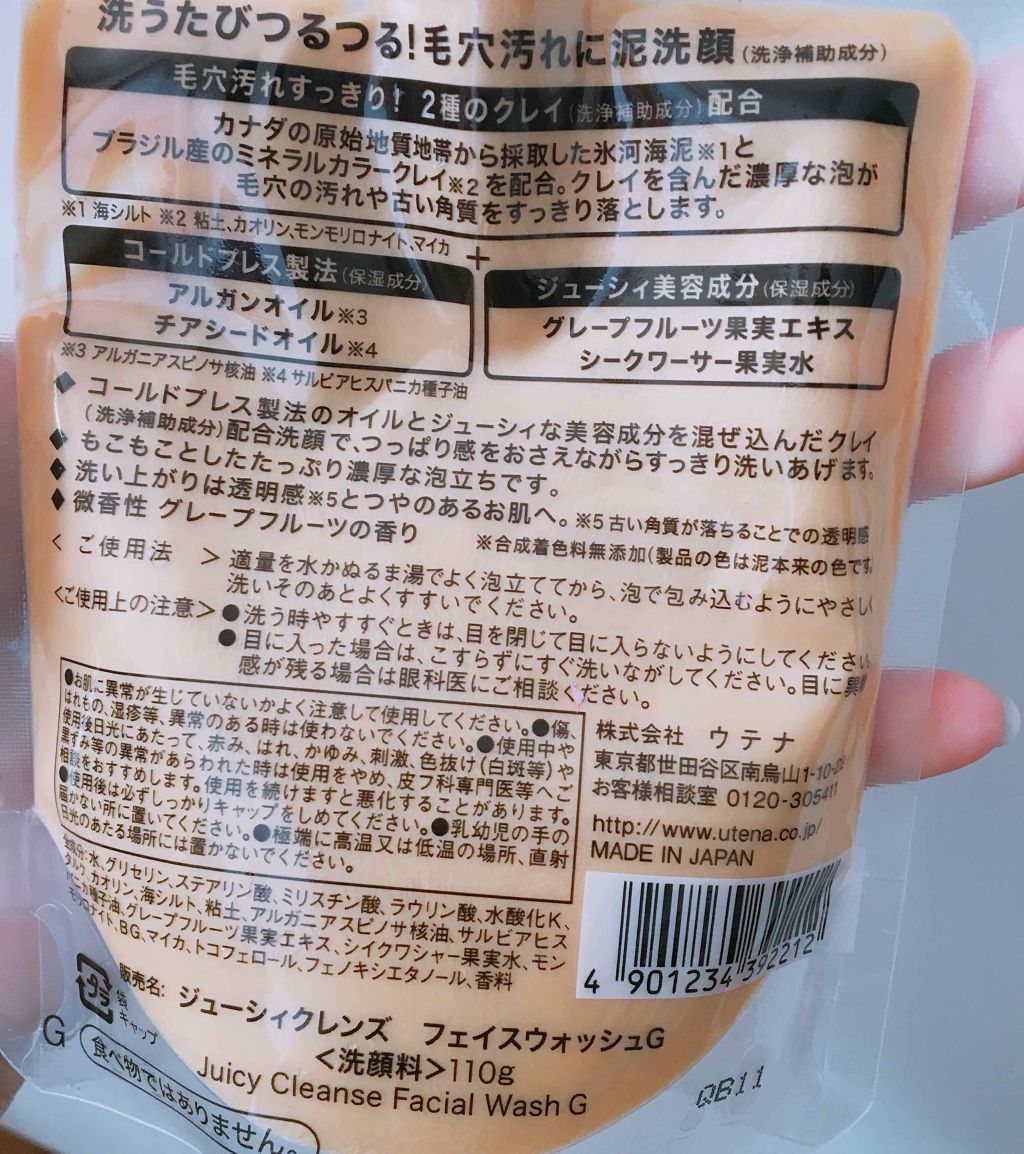 洗うたびつるつる!毛穴汚れに泥洗顔(洗浄補助成分)
毛穴汚れすっきり! 2種のクレイ(洗浄補助成分)配合
カナダの原始地質地帯から採取した氷河海泥※1と
ブラジル産のミネラルカラークレイ※2を配合。クレイを含んだ濃厚な泡が
毛穴の汚れや古い角質をすっきり落とします。
※1 海シルト ※2 粘土、カオリン、モンモリロナイト、マイカ
+
コールドプレス製法(保湿成分)
アルガンオイル※3
チアシードオイル※4
※3 アルガニアスピノサ核油 ※4 サルビアヒスパニカ種子油
ジューシィ美容成分(保湿成分)
グレープフルーツ果実エキス
シークワーサー果実水
◆ コールドプレス製法のオイルとジューシィな美容成分を混ぜ込んだクレイ
(洗浄補助成分)配合洗顔で、つっぱり感をおさえながらすっきり洗いあげます。
◆ もこもことしたたっぷり濃厚な泡立ちです。
◆ 洗い上がりは透明感※5とつやのあるお肌へ。※5 古い角質が落ちることでの透明感
◆ 微香性 グレープフルーツの香り
※合成着色料無添加(製品の色は泥本来の色です
< ご使用法 > 適量を水かぬるま湯でよく泡立ててから、泡で包み込むようにやさしく
洗いそのあとよくすすいでください。
<ご使用上の注意> ●洗う時やすすぐときは、目を閉じて目に入らないようにしてください
●目に入った場合は、こすらずにすぐ洗いながしてください。目に異物
感が残る場合は眼科医にご相談ください。
●お肌に異常が生じていないかよく注意して使用してください。●傷、
はれもの、湿疹等、異常のある時は使わないでください。●使用中や
使用後日光にあたって、赤み、はれ、かゆみ、刺激、色抜け(白斑等)や
黒ずみ等の異常があらわれた時は使用をやめ、皮フ科専門医等へご
相談をおすすめします。使用を続けますと悪化することがあります。
●使用後は必ずしっかりキャップをしめてください。●乳幼児の手の
届かない所に置いてください。●極端に高温又は低温の場所、直射
日光のあたる場所には置かないでください。
株式会社 ウテナ
東京都世田谷区南烏山1-10-22
お客様相談室 0120-305411
http://www.utena.co.jp/
MADE IN JAPAN
全成分:水、グリセリン、ステアリン酸、ミリスチン酸、ラウリン酸、水酸化K、
タルク、カオリン、海シルト、粘土、アルガニアスピノサ核油、サルビアヒス
パニカ種子油、グレープフルーツ果実エキス、シイクワシャー果実水、モン
モリロナイト、BG、マイカ、トコフェロール、フェノキシエタノール、香料
4 901234 392212
プラ
袋
キャップ
販売名: ジューシィクレンズ フェイスウォッシュG
<洗顔料>110g
Juicy Cleanse Facial Wash G
G
食べ物ではありません。
QB11